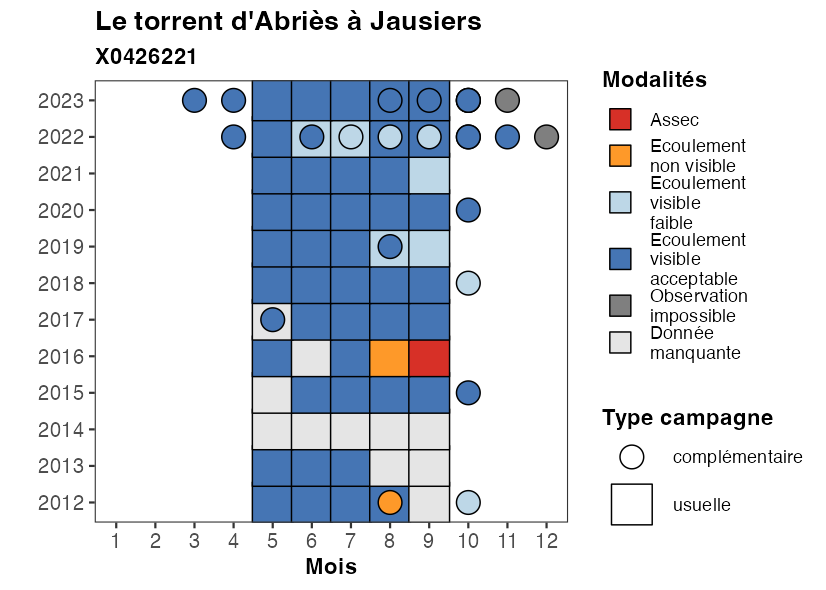 Le torrent d'Abriès à Jausiers
X0426221
2023
2022
2021
2020
2019
2018
2017
2016
2015
2014
2013
2012
1 2 3 4 5 6 7 8 9 10 11 12
Mois
Modalités
Assec
Ecoulement
non visible
Ecoulement
visible
faible
Ecoulement
visible
acceptable
Observation
impossible
Donnée
manquante
Type campagne
complémentaire
usuelle